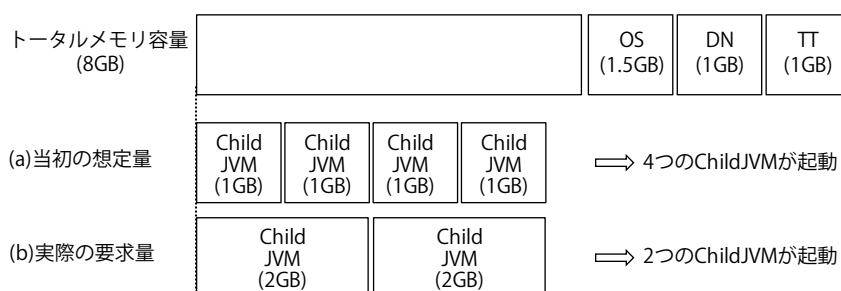 トータルメモリ容量
(8GB)
OS
(1.5GB)
DN
(1GB)
TT
(1GB)
(a)当初の想定量
Child
JVM
(1GB)
Child
JVM
(1GB)
Child
JVM
(1GB)
Child
JVM
(1GB)
⇒ 4つのChildJVMが起動
(b)実際の要求量
Child
JVM
(2GB)
Child
JVM
(2GB)
⇒ 2つのChildJVMが起動